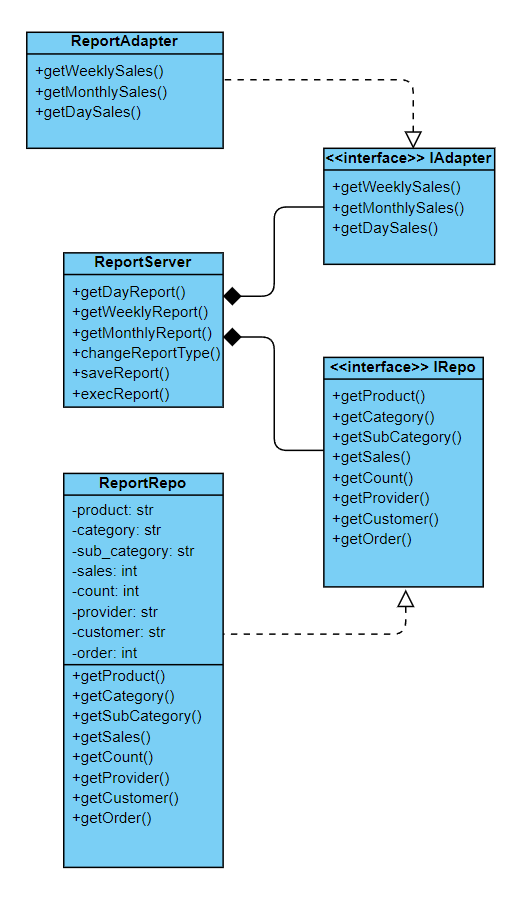 ReportAdapter
+getWeeklySales()
+getMonthlySales()
+getDaySales()
<<interface>> IAdapter
+getWeeklySales()
+getMonthlySales()
+getDaySales()
ReportServer
+getDayReport()
+getWeeklyReport()
+getMonthlyReport()
+changeReportType()
+saveReport()
+execReport()
<<interface>> IRepo
+getProduct()
+getCategory()
+getSubCategory()
+getSales()
+getCount()
+getProvider()
+getCustomer()
+getOrder()
ReportRepo
-product: str
-category: str
-sub_category: str
-sales: int
-count: int
-provider: str
-customer: str
-order: int
+getProduct()
+getCategory()
+getSubCategory()
+getSales()
+getCount()
+getProvider()
+getCustomer()
+getOrder()